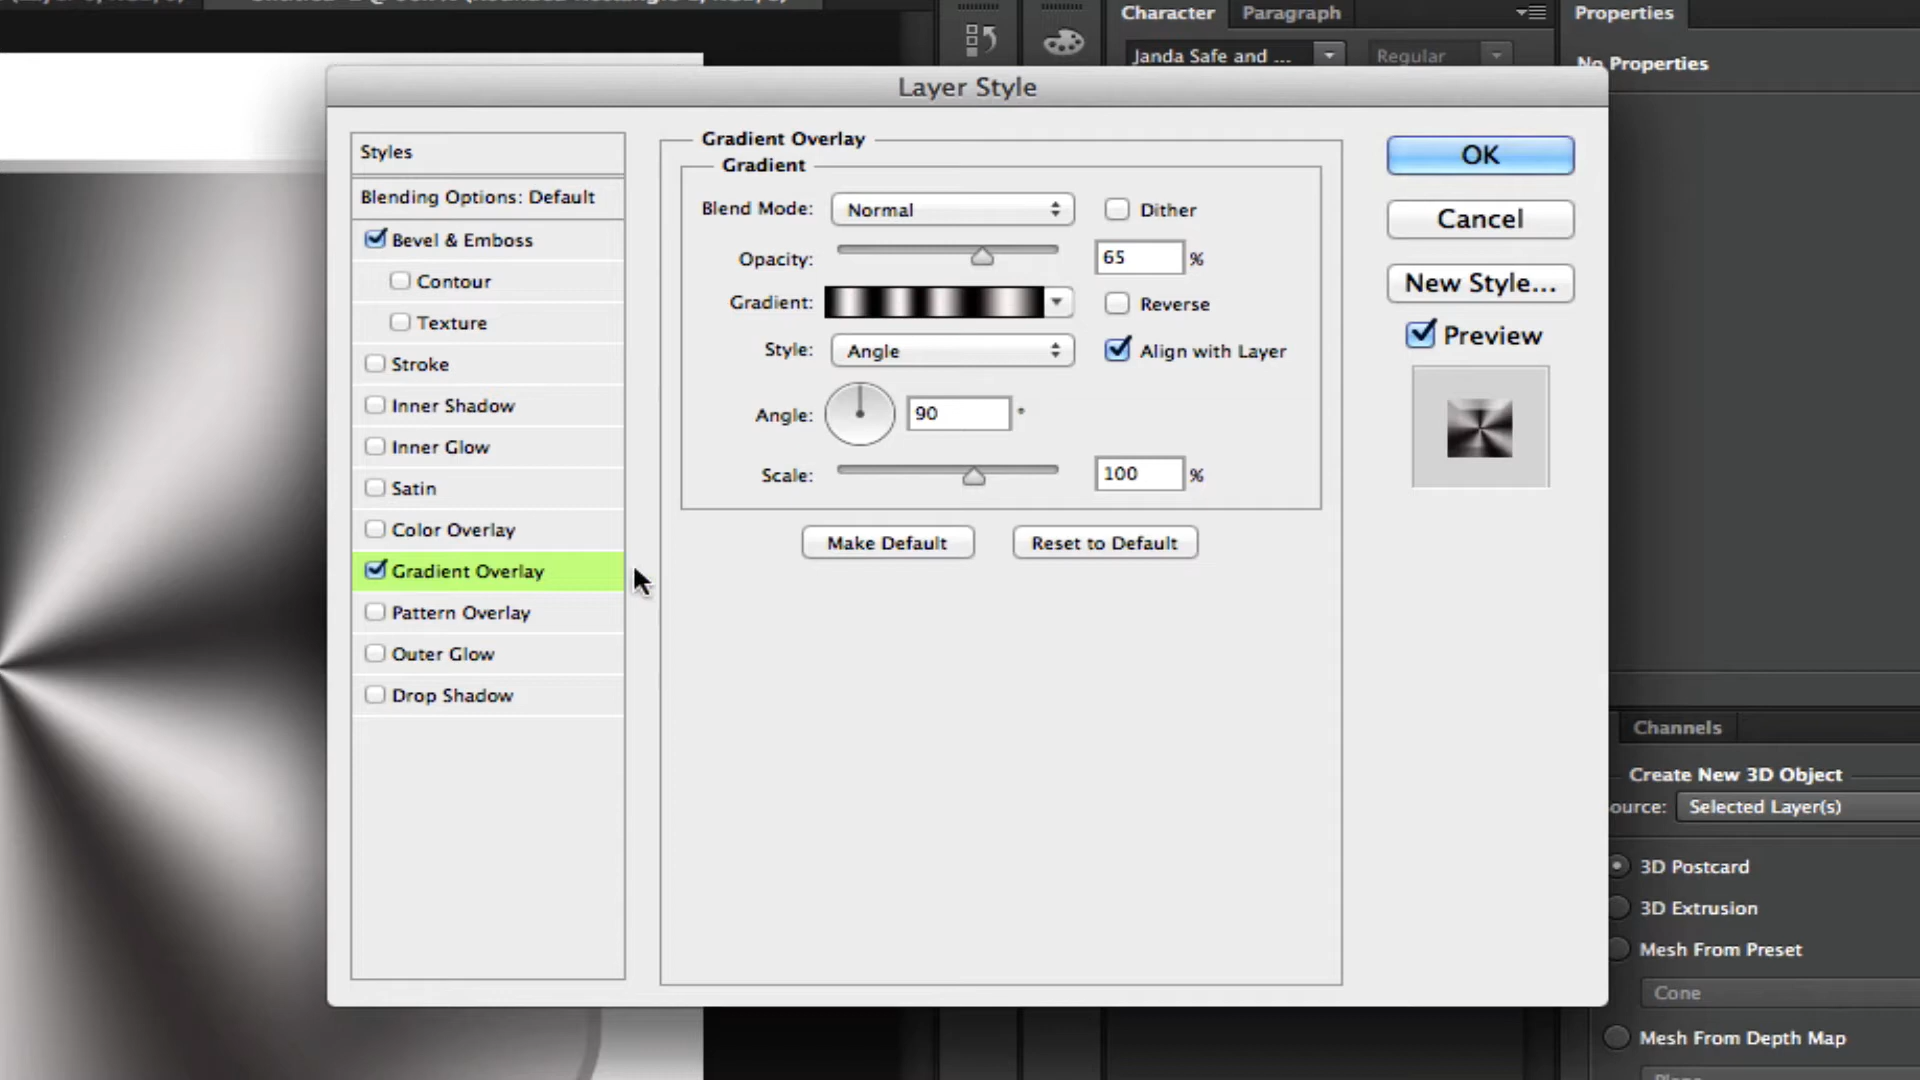 Character
Paragraph
Properties
Janda Safe and ...
Regular
No Properties
Layer Style
Styles
Blending Options: Default
Bevel & Emboss
Contour
Texture
Stroke
Inner Shadow
Inner Glow
Satin
Color Overlay
Gradient Overlay
Pattern Overlay
Outer Glow
Drop Shadow
Gradient Overlay
Gradient
Blend Mode: Normal Dither
Opacity: 65 %
Gradient: Reverse
Style: Angle Align with Layer
Angle: 90 °
Scale: 100 %
Make Default Reset to Default
OK
Cancel
New Style...
Preview
Channels
Create New 3D Object
ource: Selected Layer(s)
3D Postcard
3D Extrusion
Mesh From Preset
Cone
Mesh From Depth Map